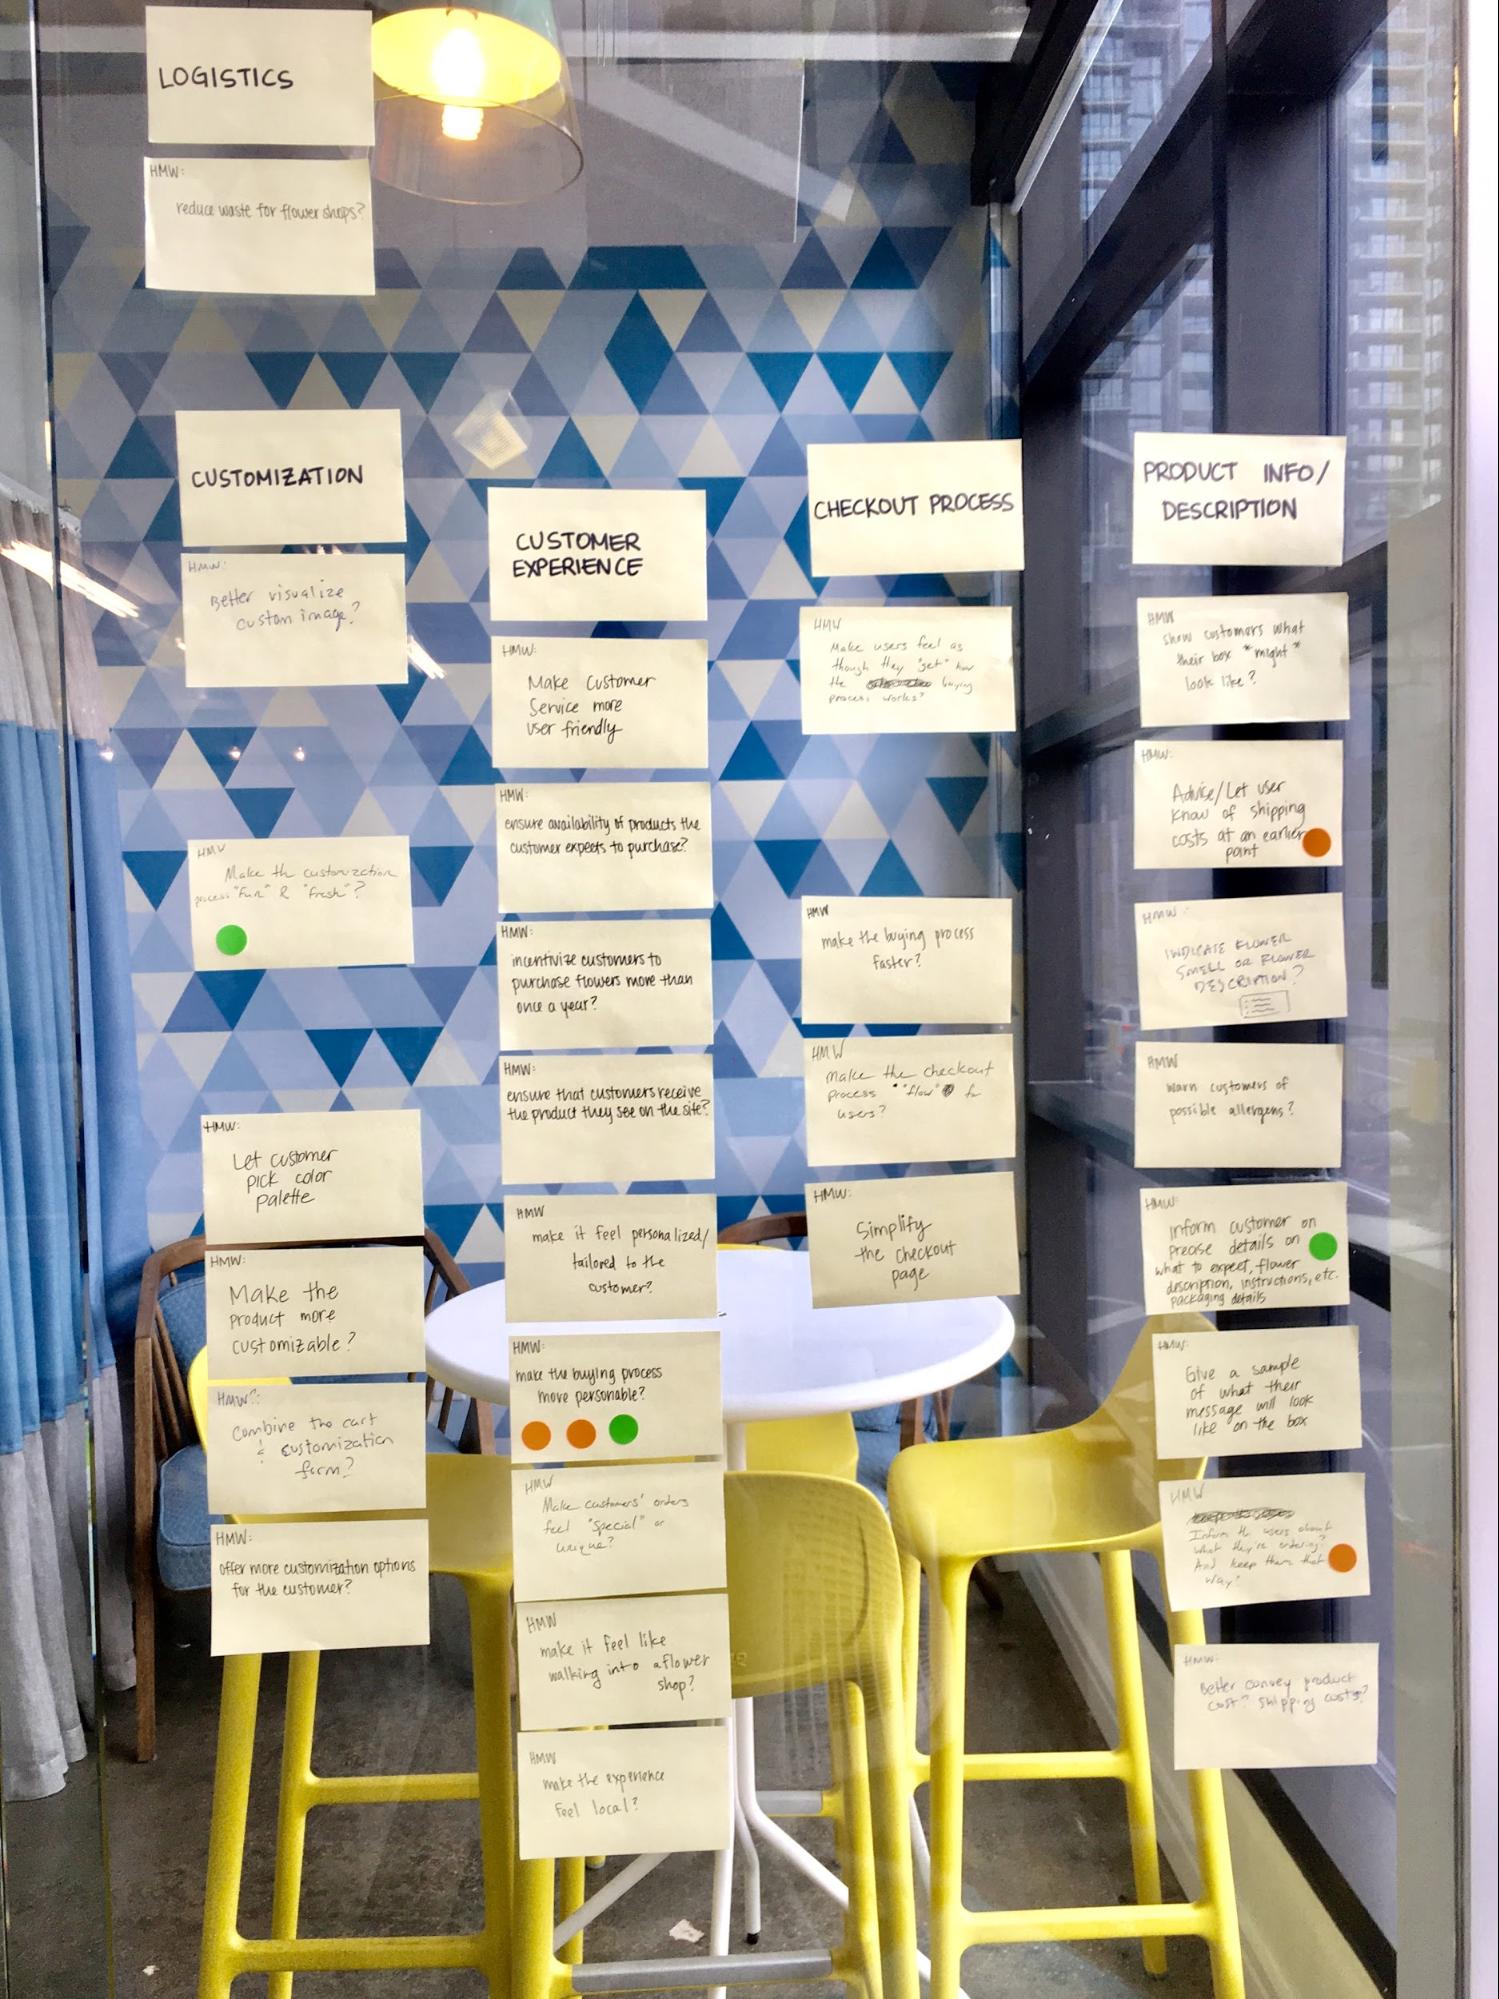 LOGISTICS
HMW:
reduce waste for flower shops?
CUSTOMIZATION
HMW:
Better visualize
custom image?
HMW
Make the customization
process "fun" & "fresh"?
HMW:
Let customer
pick color
palette
HMW:
Make the
product more
customizable?
HMW?:
Combine the cart
& customization
form?
HMW:
offer more customization options
for the customer?
CUSTOMER
EXPERIENCE
HMW:
Make Customer
Service more
user friendly
HMW:
ensure availability of products the
customer expects to purchase?
HMW:
incentivize customers to
purchase flowers more than
once a year?
HMW:
ensure that customers receive
the product they see on the site?
HMW
make it feel personalized/
tailored to the
customer?
HMW:
make the buying process
more personable?
HMW
Make customers' orders
feel "special" or
unique?
HMW
make it feel like
walking into a flower
shop?
HMW
make the experience
feel local?
CHECKOUT PROCESS
HMW
Make users feel as
though they "get" how
the buying
process works?
HMW
make the buying process
faster?
HMW
Make the checkout
process "flow" for
users?
HMW:
Simplify
the checkout
page
PRODUCT INFO/
DESCRIPTION
HMW
show customers what
their box *might*
look like?
HMW:
Advise/Let user
know of shipping
costs at an earlier
point
HMW:
INDICATE FLOWER
SMELL OR FLOWER
DESCRIPTION?
HMW
warn customers of
possible allergens?
HMW:
inform customer on
precise details on
what to expect, flower
description, instructions, etc.
packaging details
HMW:
Give a sample
of what their
message will look
like on the box
HMW
Inform the users about
what they're ordering?
And keep them that
way?
HMW:
Better convey product
cost? shipping costs?